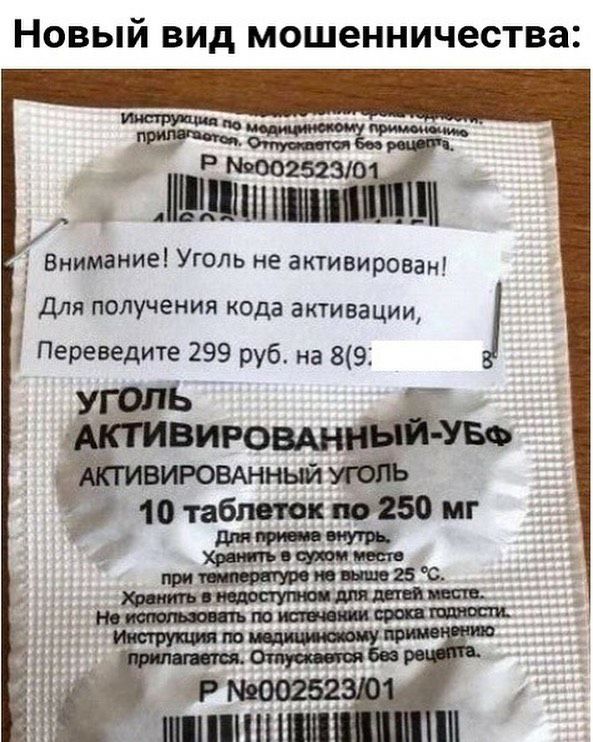 Новый вид мошенничества:
Инструкция по медицинскому применению
прилагается. Отпускается без рецепта.
Р №002523/01
Внимание! Уголь не активирован!
Для получения кода активации,
Переведите 299 руб. на 8(9
8
УГОЛЬ
АКТИВИРОВАННЫЙ-УБФ
АКТИВИРОВАННЫЙ УГОЛЬ
10 таблеток по 250 мг
Для приема внутрь.
Хранить в сухом месте
при температуре не выше 25 °С.
Хранить в недоступном для детей месте.
Не использовать по истечении срока годности.
Инструкция по медицинскому применению
прилагается. Отпускается без рецепта.
Р №002523/01